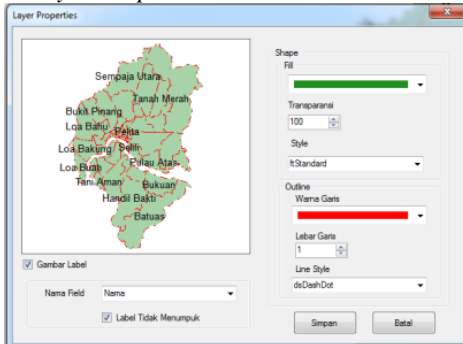 Layer Properties
Sempaja Utara
Tanah Merah
Bukit Pinang
Loa Bahu
Pelita
Loa Bakung
Selili
Loa Buah
Pulau Atas
Tani Aman
Bukuan
Handil Bakti
Batuas
Gambar Label
Nama Field
Nama
Label Tidak Menumpuk
Shape
Fill
Transparansi
100
Style
ftStandard
Outline
Warna Garis
Lebar Garis
1
Line Style
dsDashDot
Simpan
Batal